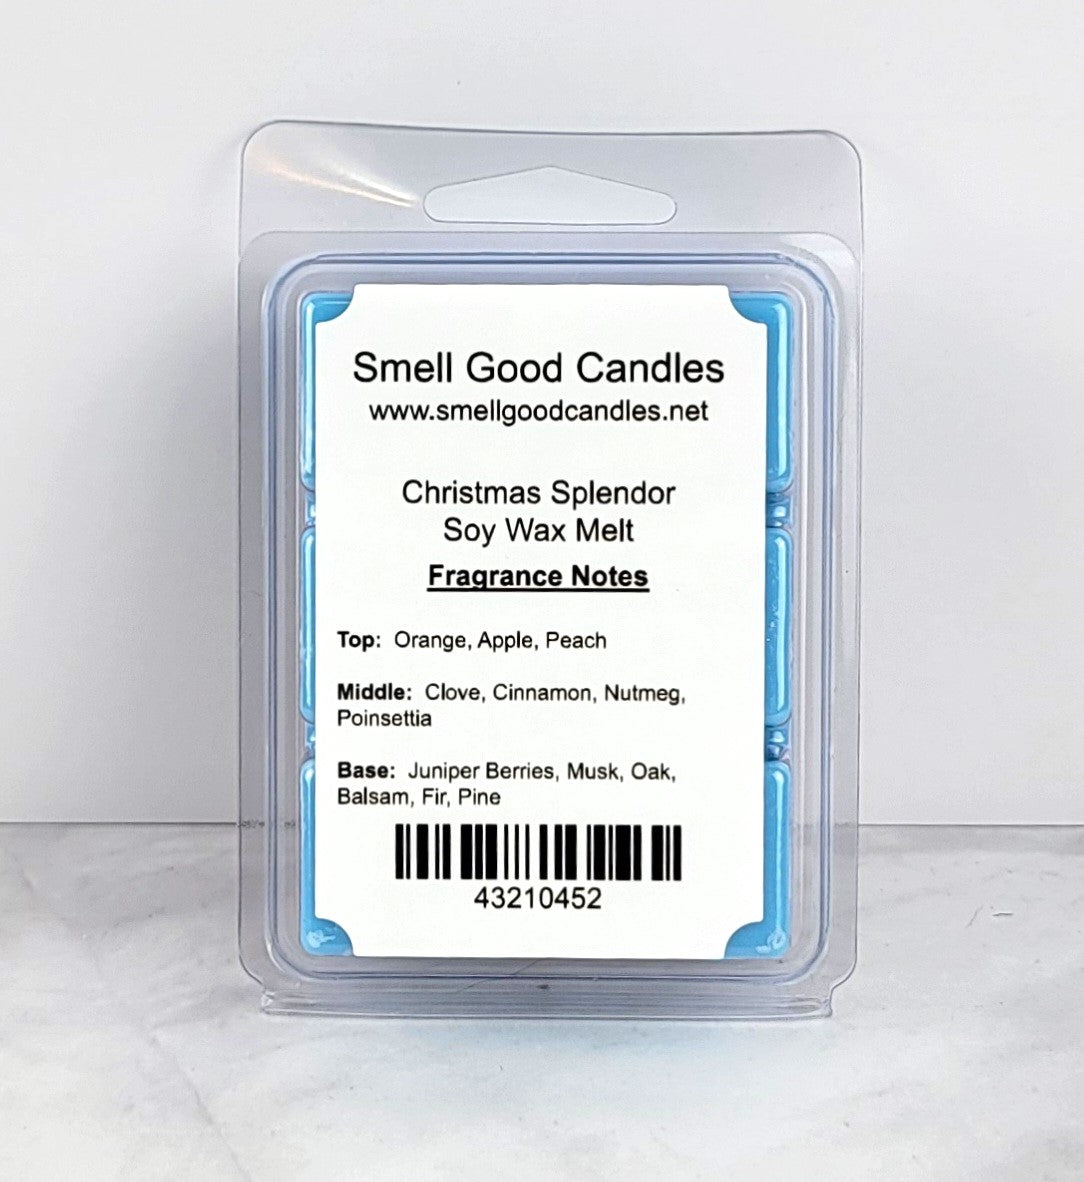 Smell Good Candles
www.smellgoodcandles.net
Christmas Splendor
Soy Wax Melt
Fragrance Notes
Top: Orange, Apple, Peach
Middle: Clove, Cinnamon, Nutmeg,
Poinsettia
Base: Juniper Berries, Musk, Oak,
Balsam, Fir, Pine
43210452